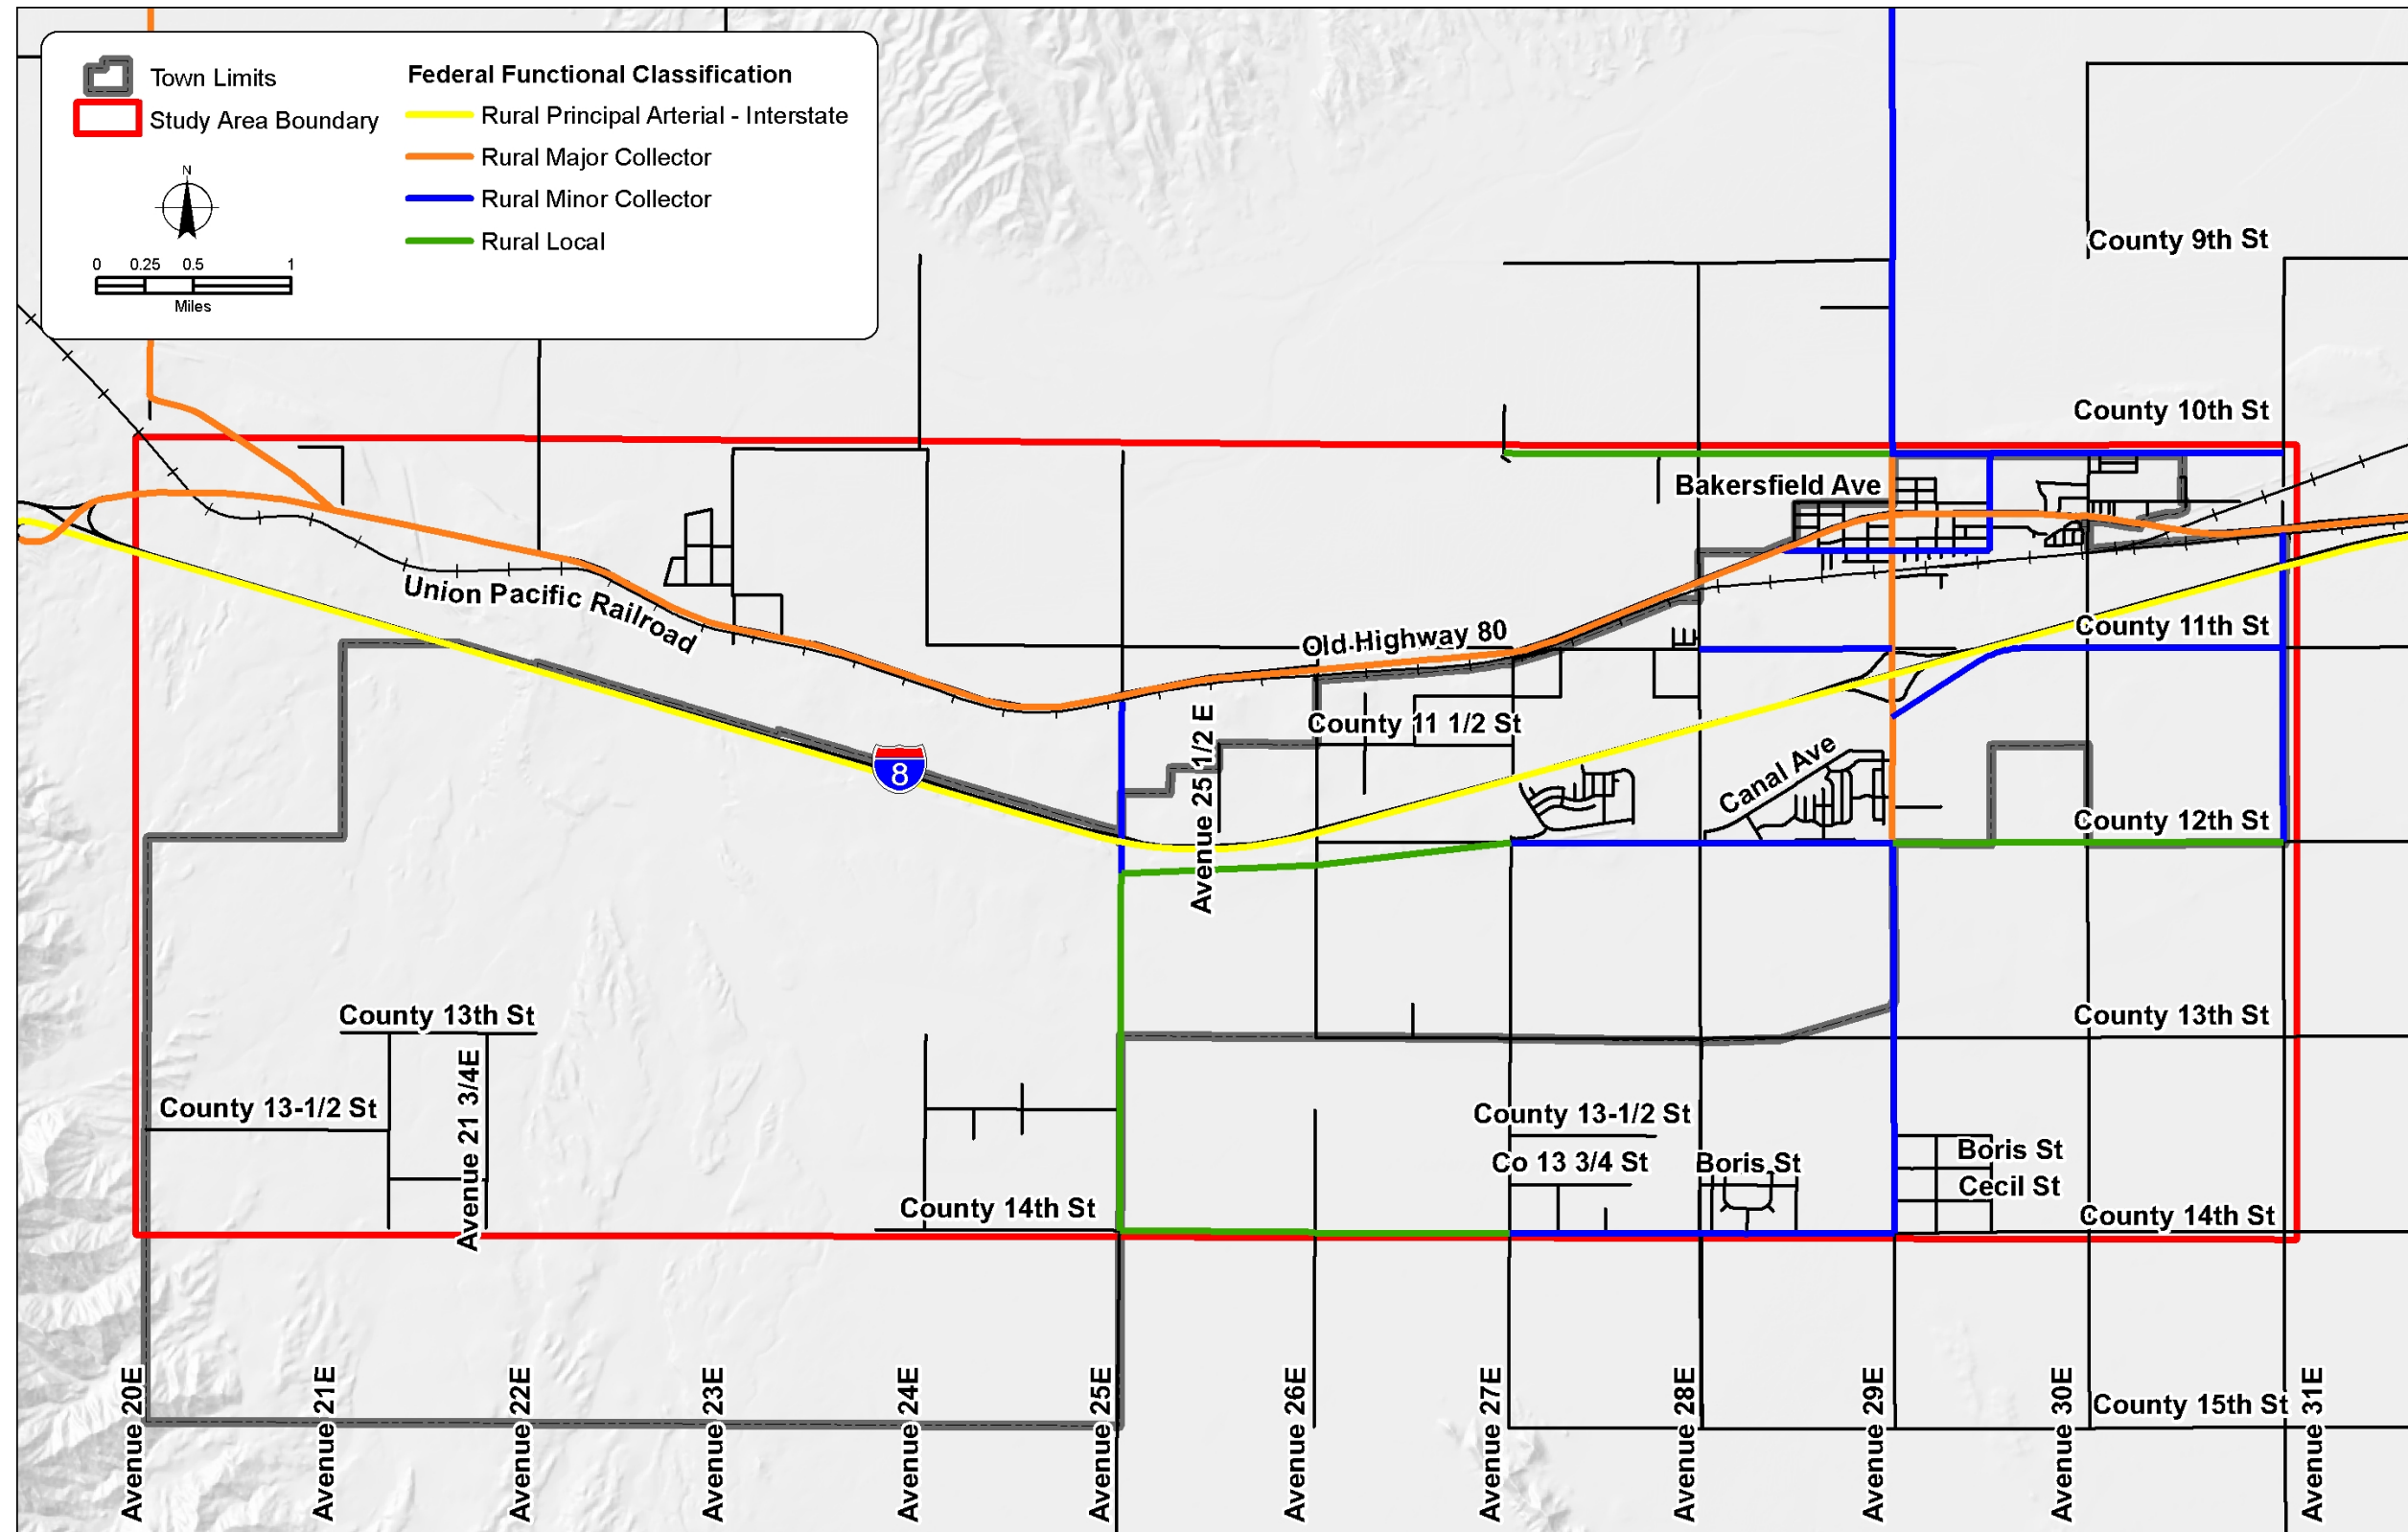 Town Limits
Study Area Boundary
N
0 0.25 0.5 1
Miles
Federal Functional Classification
Rural Principal Arterial - Interstate
Rural Major Collector
Rural Minor Collector
Rural Local
County 9th St
County 10th St
Bakersfield Ave
Union Pacific Railroad
Old Highway 80
County 11th St
County 11 1/2 St
Avenue 25 1/2 E
8
Canal Ave
County 12th St
County 13th St
County 13th St
Avenue 21 3/4E
County 13-1/2 St
County 13-1/2 St
Co 13 3/4 St
Boris St
Boris St
Cecil St
County 14th St
County 14th St
County 15th St
Avenue 20E
Avenue 21E
Avenue 22E
Avenue 23E
Avenue 24E
Avenue 25E
Avenue 26E
Avenue 27E
Avenue 28E
Avenue 29E
Avenue 30E
Avenue 31E